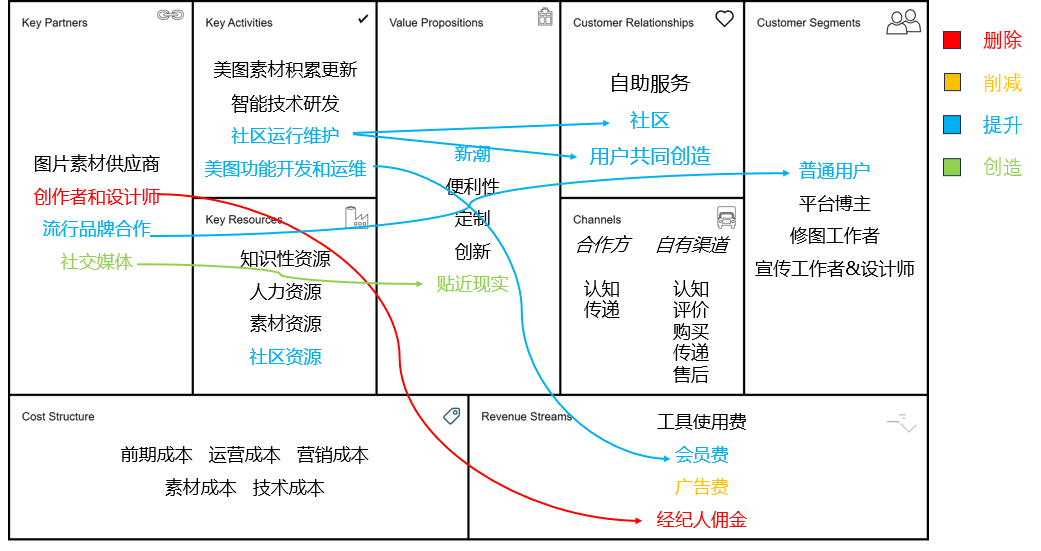 Key Partners
图片素材供应商
创作者和设计师
流行品牌合作
社交媒体
Key Activities
美图素材积累更新
智能技术研发
社区运行维护
美图功能开发和运维
Key Resources
知识性资源
人力资源
素材资源
社区资源
Value Propositions
新潮
便利性
定制
创新
贴近现实
Customer Relationships
自助服务
社区
用户共同创造
Channels
合作方 自有渠道
认知 认知
传递 评价
购买
传递
售后
Customer Segments
普通用户
平台博主
修图工作者
宣传工作者&设计师
Cost Structure
前期成本 运营成本 营销成本
素材成本 技术成本
Revenue Streams
工具使用费
会员费
广告费
经纪人佣金
删除
削减
提升
创造